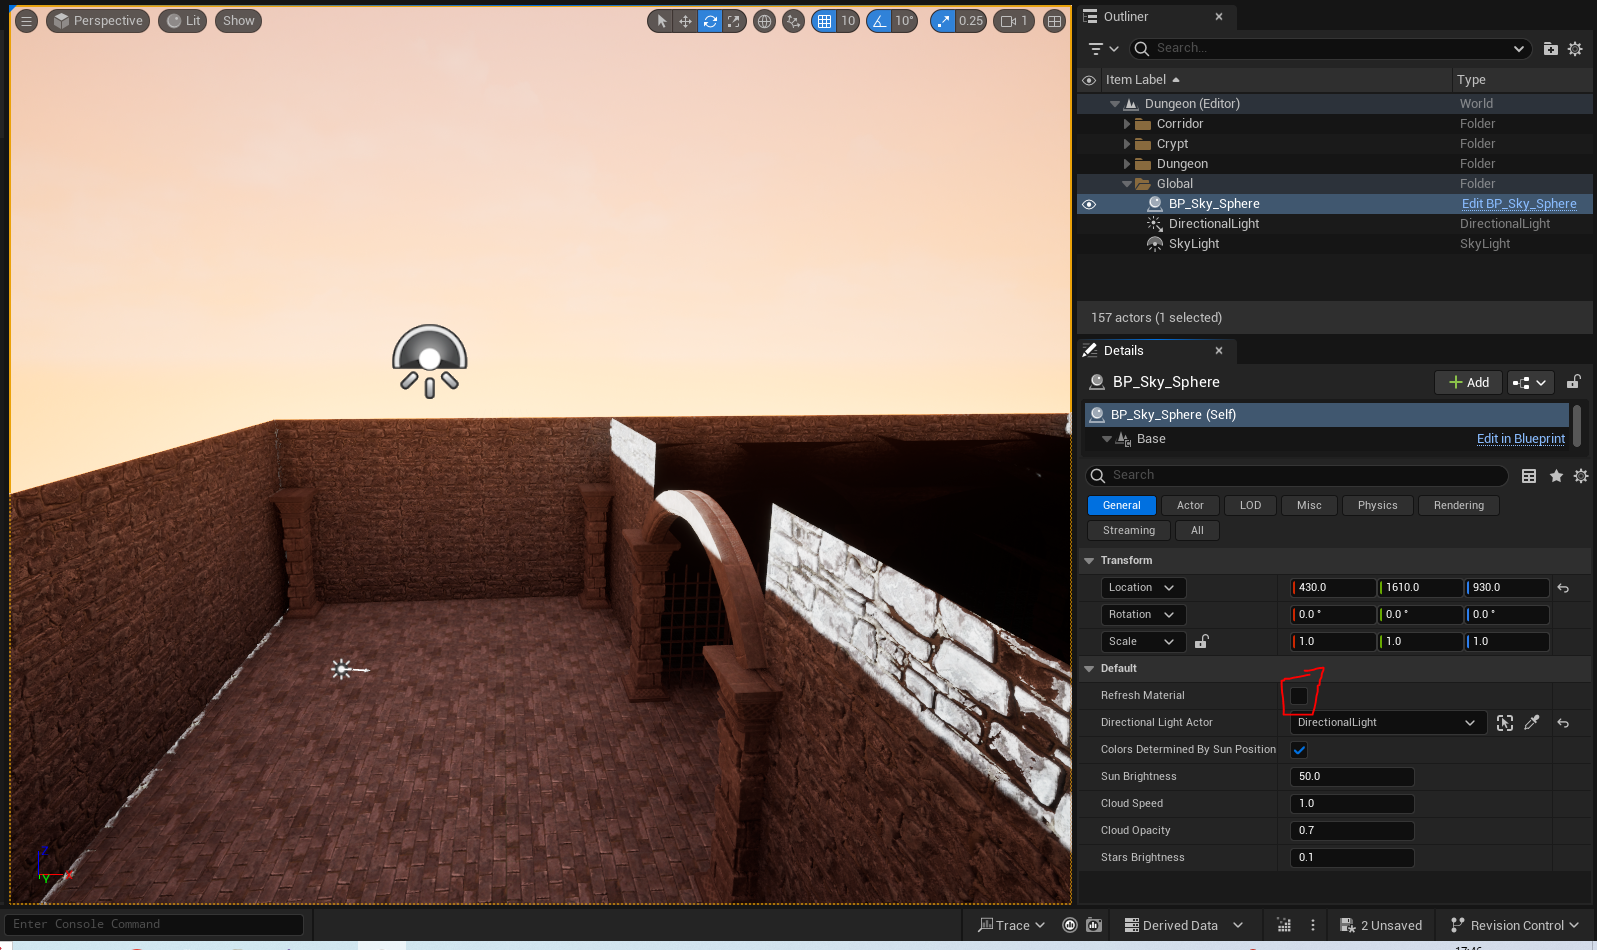 Perspective
Lit
Show
10
10°
0.25
1
Outliner
Search...
Item Label
Type
Dungeon (Editor)
World
Corridor
Folder
Crypt
Folder
Dungeon
Folder
Global
Folder
BP_Sky_Sphere
Edit BP_Sky_Sphere
DirectionalLight
DirectionalLight
SkyLight
SkyLight
157 actors (1 selected)
Details
BP_Sky_Sphere
Add
BP_Sky_Sphere (Self)
Base
Edit in Blueprint
Search
General
Actor
LOD
Misc
Physics
Rendering
Streaming
All
Transform
Location
430.0
1610.0
930.0
Rotation
0.0 °
0.0 °
0.0 °
Scale
1.0
1.0
1.0
Default
Refresh Material
Directional Light Actor
DirectionalLight
Colors Determined By Sun Position
Sun Brightness
50.0
Cloud Speed
1.0
Cloud Opacity
0.7
Stars Brightness
0.1
Z
Y
Enter Console Command
Trace
Derived Data
2 Unsaved
Revision Control